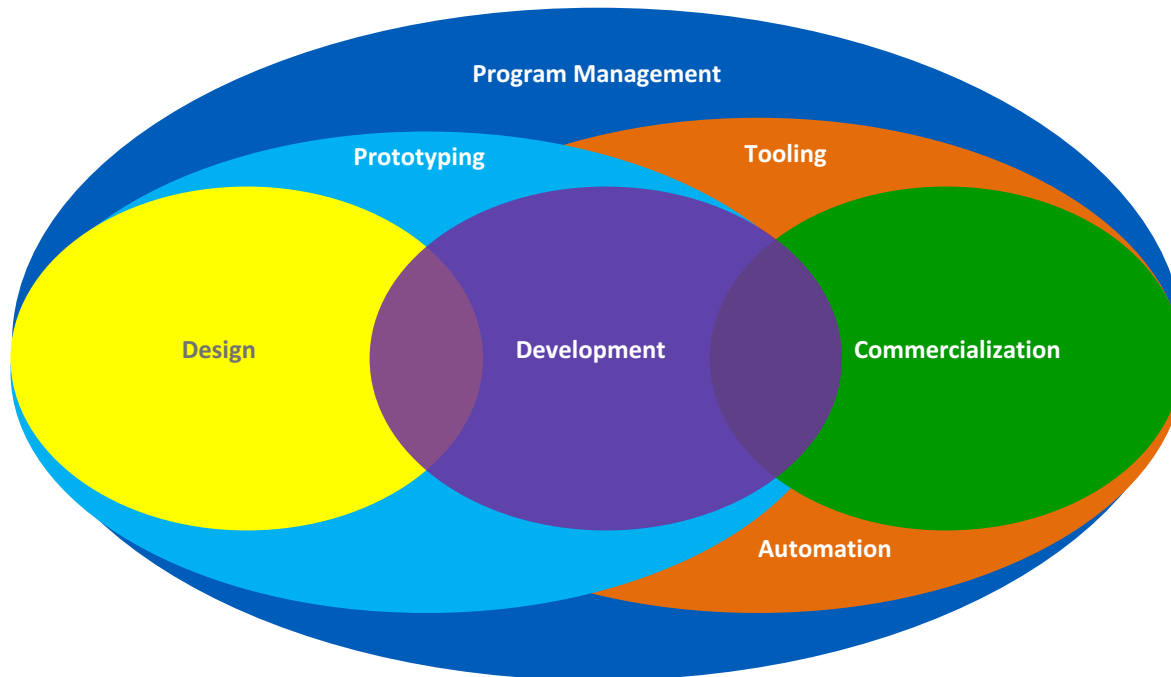 Program Management
Prototyping
Tooling
Design
Development
Commercialization
Automation